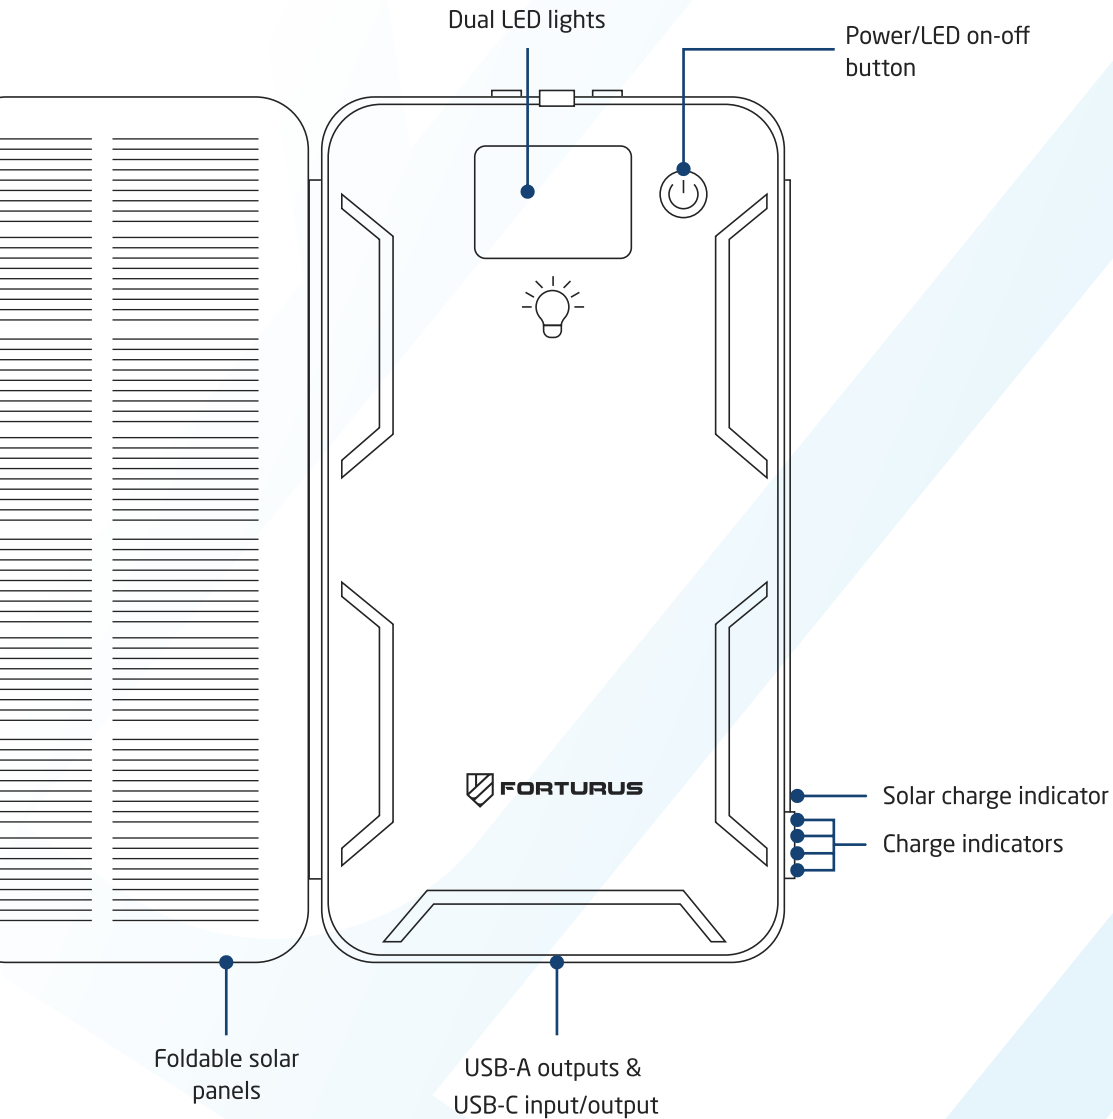 Dual LED lights
Power/LED on-off
button
FORTURUS
Solar charge indicator
Charge indicators
Foldable solar
panels
USB-A outputs &
USB-C input/output